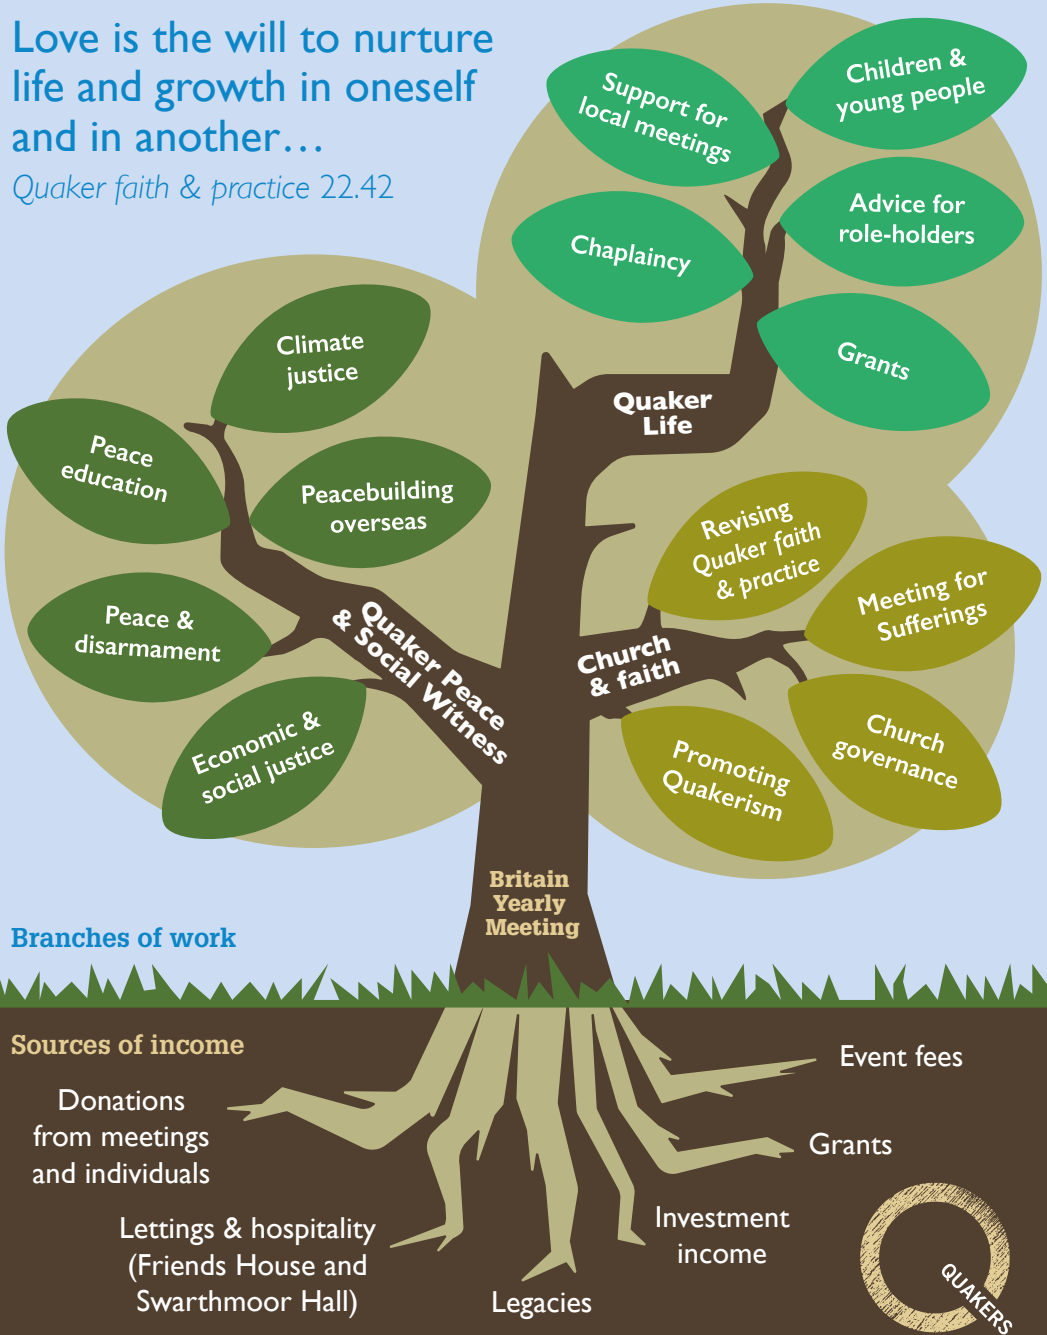 Love is the will to nurture
life and growth in oneself
and in another…
Quaker faith & practice 22.42
Support for
local meetings
Children &
young people
Chaplaincy
Advice for
role-holders
Grants
Quaker
Life
Climate
justice
Peace
education
Peacebuilding
overseas
Peace &
disarmament
Economic &
social justice
Quaker Peace
& Social Witness
Revising
Quaker faith
& practice
Meeting for
Sufferings
Church
& faith
Church
governance
Promoting
Quakerism
Britain
Yearly
Meeting
Branches of work
Sources of income
Donations
from meetings
and individuals
Lettings & hospitality
(Friends House and
Swarthmoor Hall)
Legacies
Investment
income
Grants
Event fees
QUAKERS